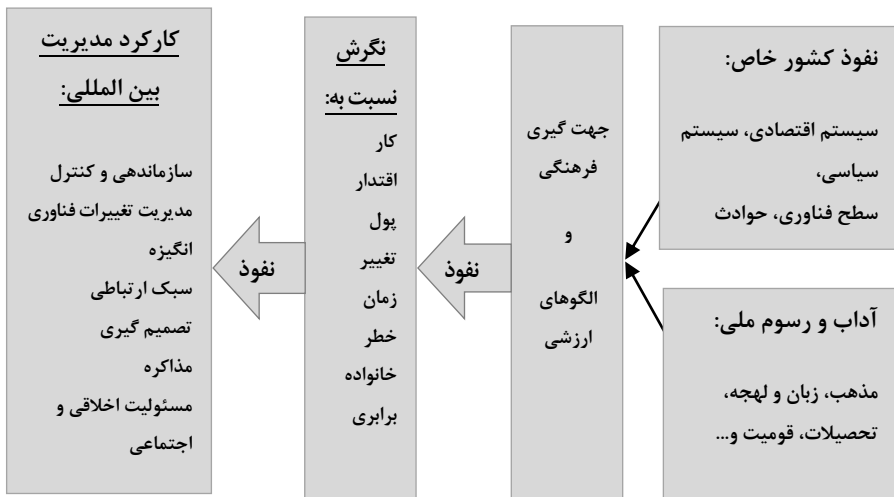 نفوذ کشور خاص:
سیستم اقتصادی، سیستم
سیاسی،
سطح فناوری، حوادث
آداب و رسوم ملی:
مذهب، زبان و لهجه،
تحصیلات، قومیت و...
جهت گیری
فرهنگی
و
الگوهای
ارزشی
نفوذ
نگرش
نسبت به:
کار
اقتدار
پول
تغییر
زمان
خطر
خانواده
برابری
نفوذ
کارکرد مدیریت
بین المللی:
سازماندهی و کنترل
مدیریت تغییرات فناوری
انگیزه
سبک ارتباطی
تصمیم گیری
مذاکره
مسئولیت اخلاقی و
اجتماعی